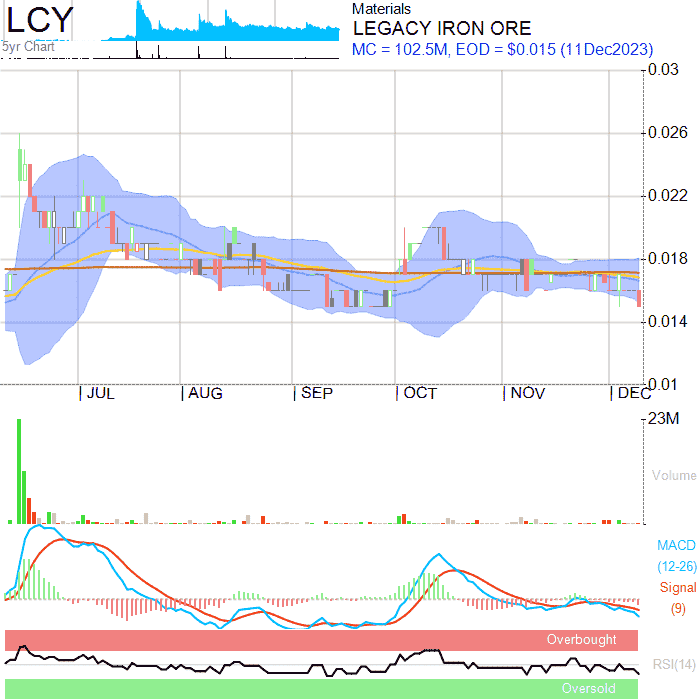 LCY
5yr Chart
Materials
LEGACY IRON ORE
MC = 102.5M, EOD = $0.015 (11Dec2023)
0.03
0.026
0.022
0.018
0.014
0.01
JUL AUG SEP OCT NOV DEC
23M
Volume
MACD
(12-26)
Signal
(9)
Overbought
RSI(14)
Oversold